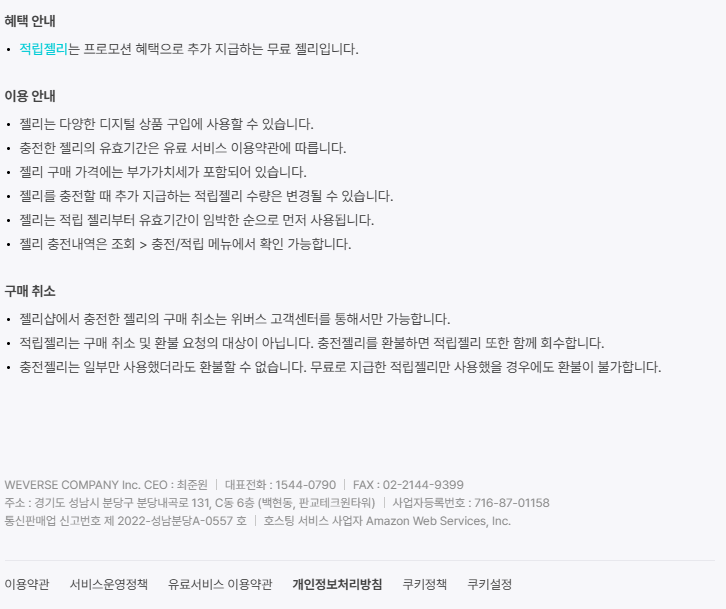 혜택 안내
• 적립젤리는 프로모션 혜택으로 추가 지급하는 무료 젤리입니다.
이용 안내
• 젤리는 다양한 디지털 상품 구입에 사용할 수 있습니다.
• 충전한 젤리의 유효기간은 유료 서비스 이용약관에 따릅니다.
• 젤리 구매 가격에는 부가가치세가 포함되어 있습니다.
• 젤리를 충전할 때 추가 지급하는 적립젤리 수량은 변경될 수 있습니다.
• 젤리는 적립 젤리부터 유효기간이 임박한 순으로 먼저 사용됩니다.
• 젤리 충전내역은 조회 > 충전/적립 메뉴에서 확인 가능합니다.
구매 취소
• 젤리샵에서 충전한 젤리의 구매 취소는 위버스 고객센터를 통해서만 가능합니다.
• 적립젤리는 구매 취소 및 환불 요청의 대상이 아닙니다. 충전젤리를 환불하면 적립젤리 또한 함께 회수합니다.
• 충전젤리는 일부만 사용했더라도 환불할 수 없습니다. 무료로 지급한 적립젤리만 사용했을 경우에도 환불이 불가합니다.
WEVERSE COMPANY Inc. CEO : 최준원 | 대표전화 : 1544-0790 | FAX : 02-2144-9399
주소 : 경기도 성남시 분당구 분당내곡로 131, C동 6층 (백현동, 판교테크원타워) | 사업자등록번호 : 716-87-01158
통신판매업 신고번호 제 2022-성남분당A-0557 호 | 호스팅 서비스 사업자 Amazon Web Services, Inc.
이용약관 서비스운영정책 유료서비스 이용약관 개인정보처리방침 쿠키정책 쿠키설정